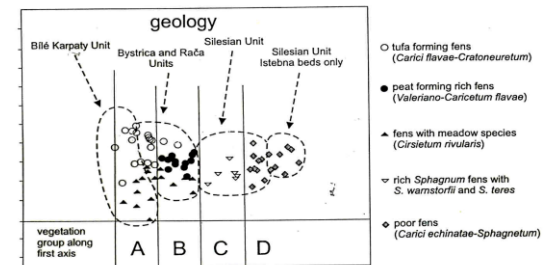 geology
Bílé Karpaty Unit
Bystrica and Rača
Units
Silesian Unit
Silesian Unit
Istebna beds only
tufa forming fens
(Carici flavae-Cratoneuretum)
peat forming rich fens
(Valeriano-Caricetum flavae)
fens with meadow species
(Cirsietum rivularis)
rich Sphagnum fens with
S. warnstorfii and S. teres
poor fens
(Carici echinatae-Sphagnetum)
vegetation
group along
first axis
A B C D